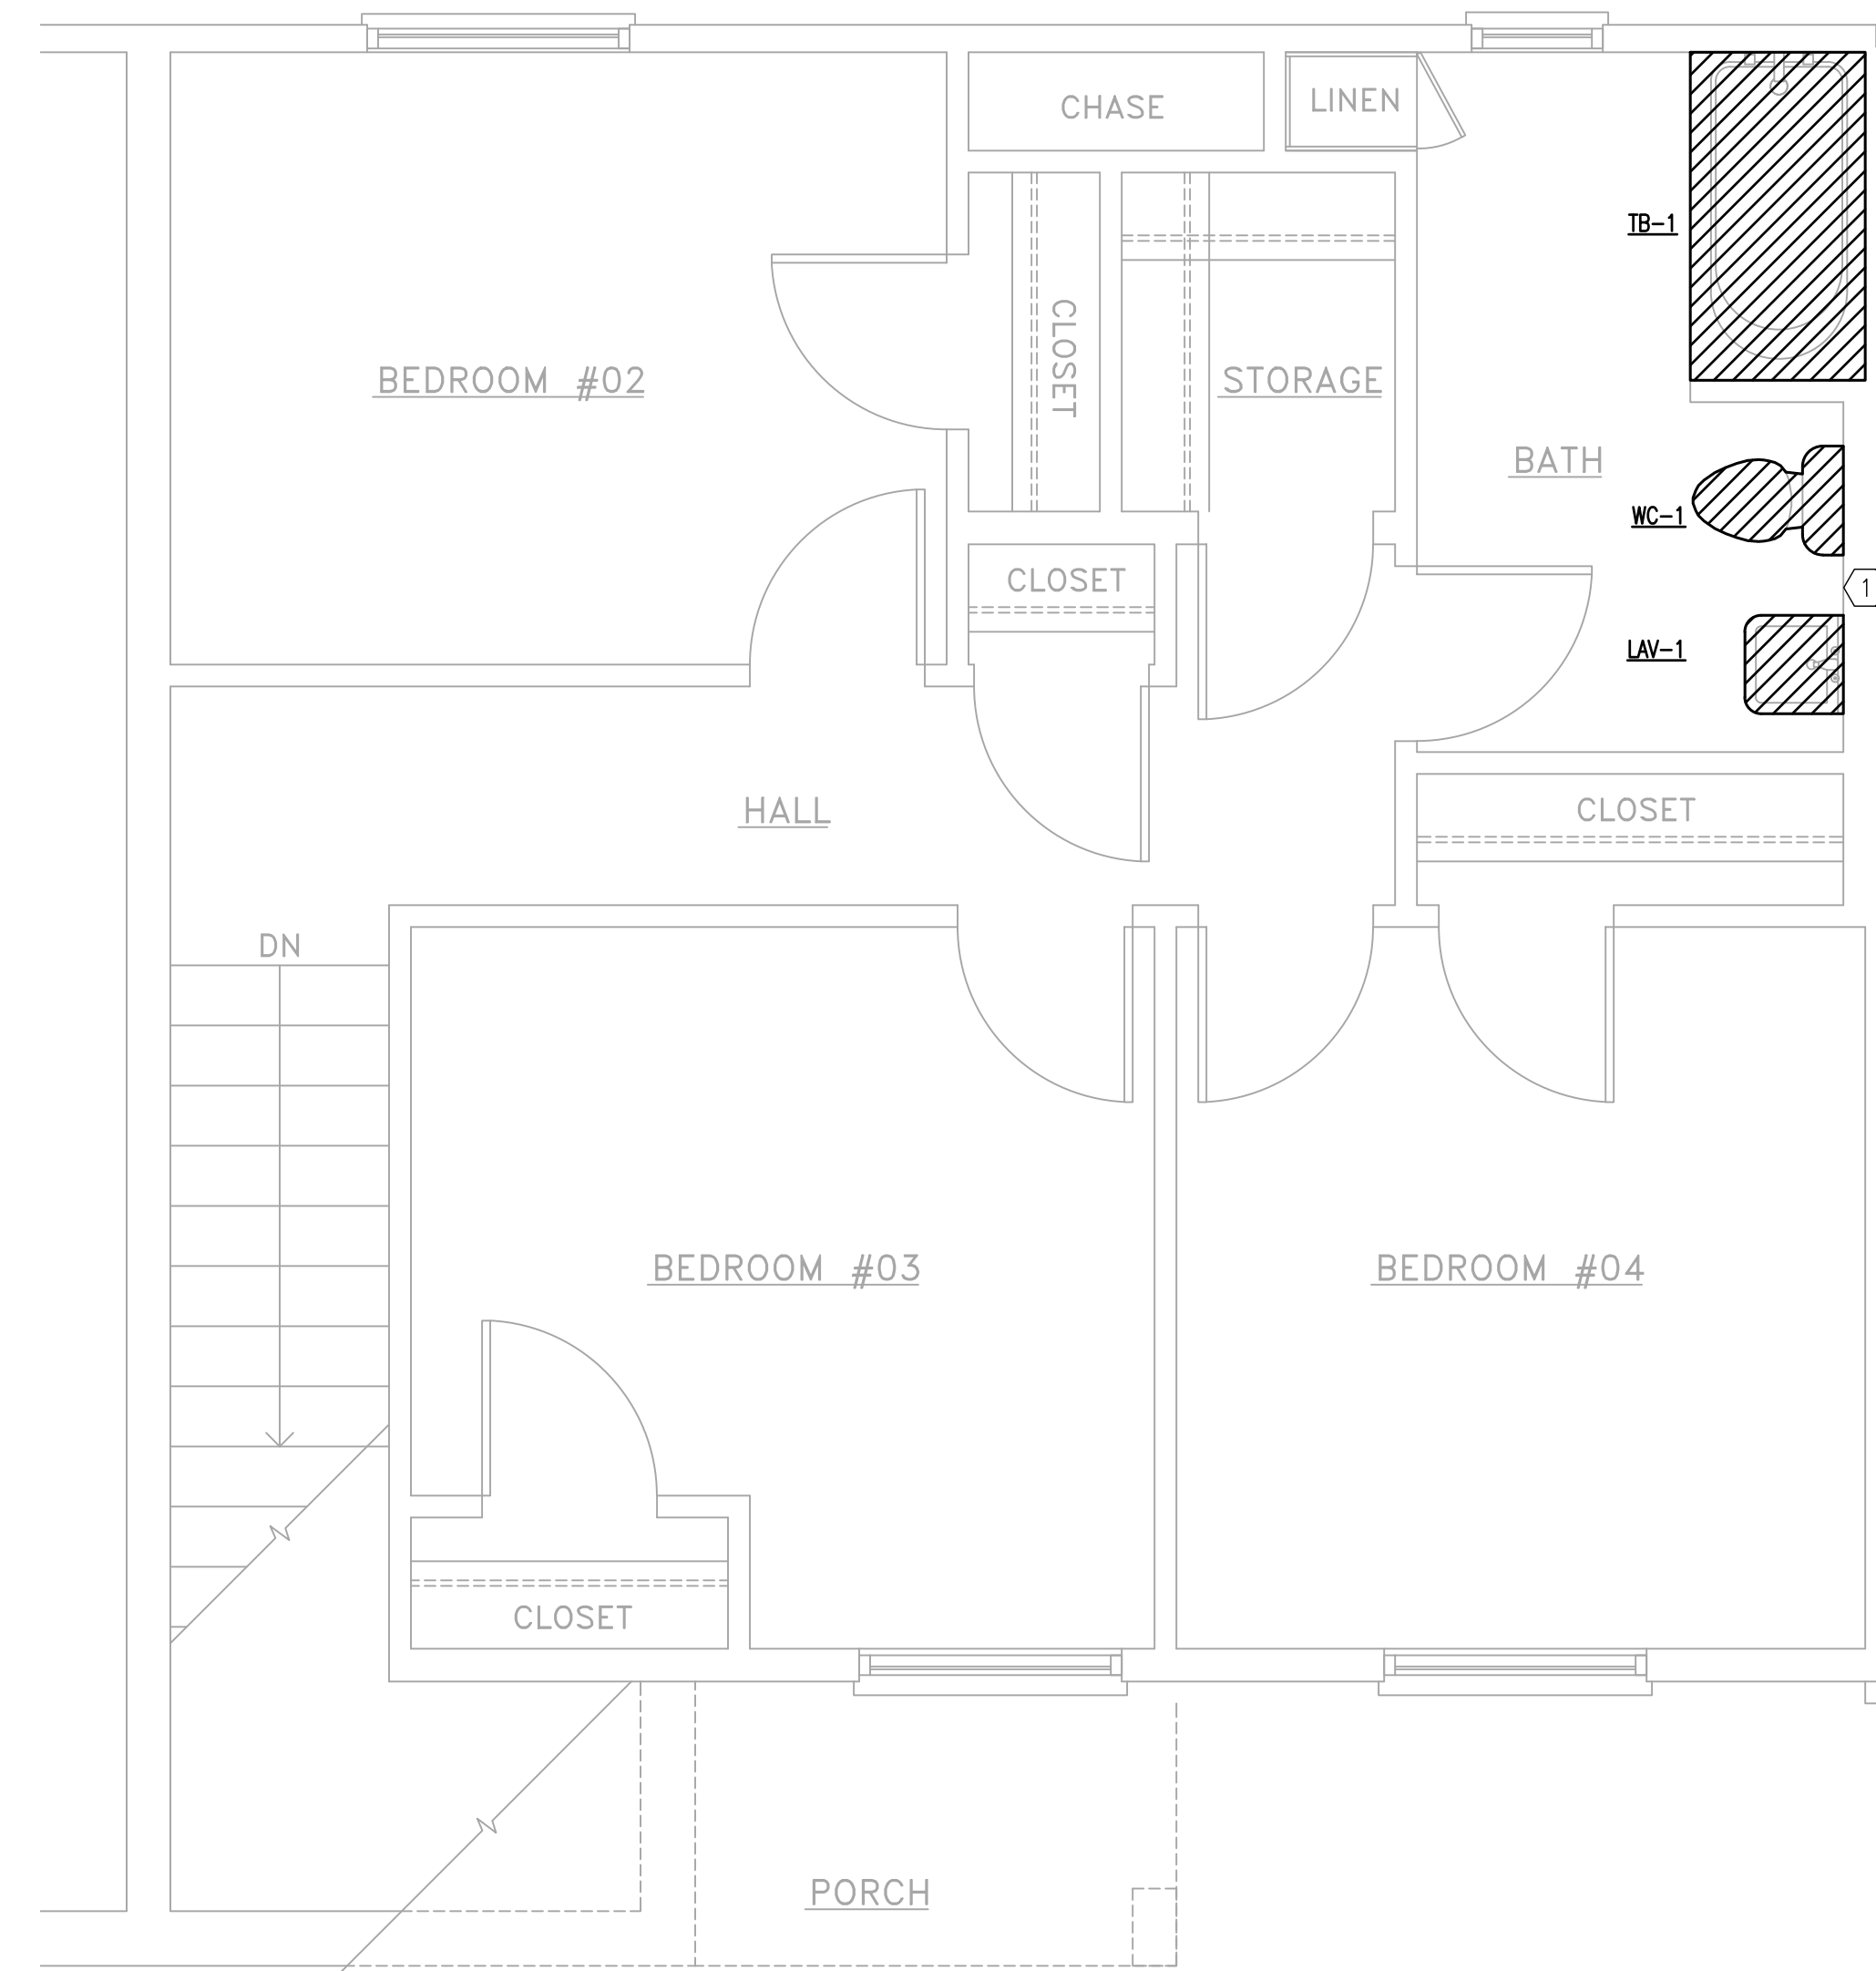 CHASE
LINEN
TB-1
CLOSET
BEDROOM #02
STORAGE
BATH
WC-1
CLOSET
1
LAV-1
HALL
CLOSET
DN
BEDROOM #03
BEDROOM #04
CLOSET
PORCH